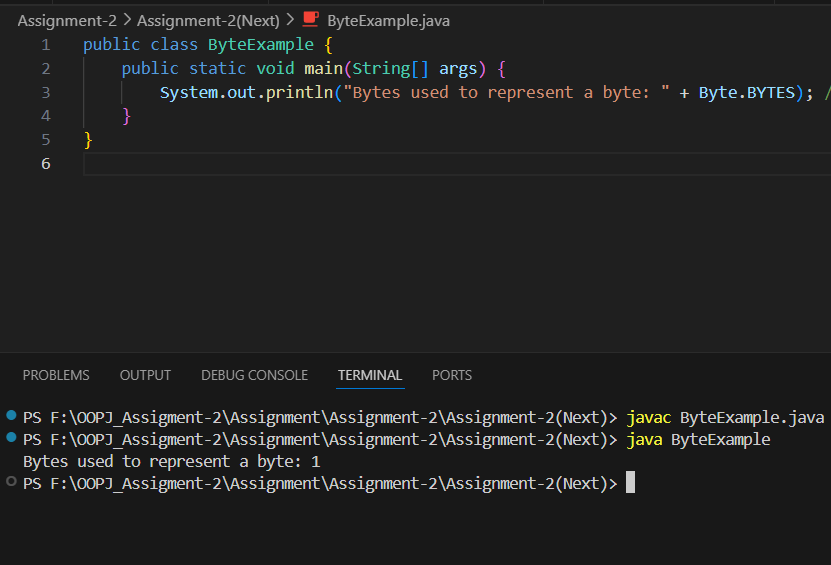 Assignment-2 > Assignment-2(Next) > ByteExample.java
1 public class ByteExample {
2 public static void main(String[] args) {
3 System.out.println("Bytes used to represent a byte: " + Byte.BYTES); /
4 }
5 }
6
PROBLEMS OUTPUT DEBUG CONSOLE TERMINAL PORTS
PS F:\OOPJ_Assigment-2\Assignment\Assignment-2\Assignment-2(Next)> javac ByteExample.java
PS F:\OOPJ_Assigment-2\Assignment\Assignment-2\Assignment-2(Next)> java ByteExample
Bytes used to represent a byte: 1
PS F:\OOPJ_Assigment-2\Assignment\Assignment-2\Assignment-2(Next)>